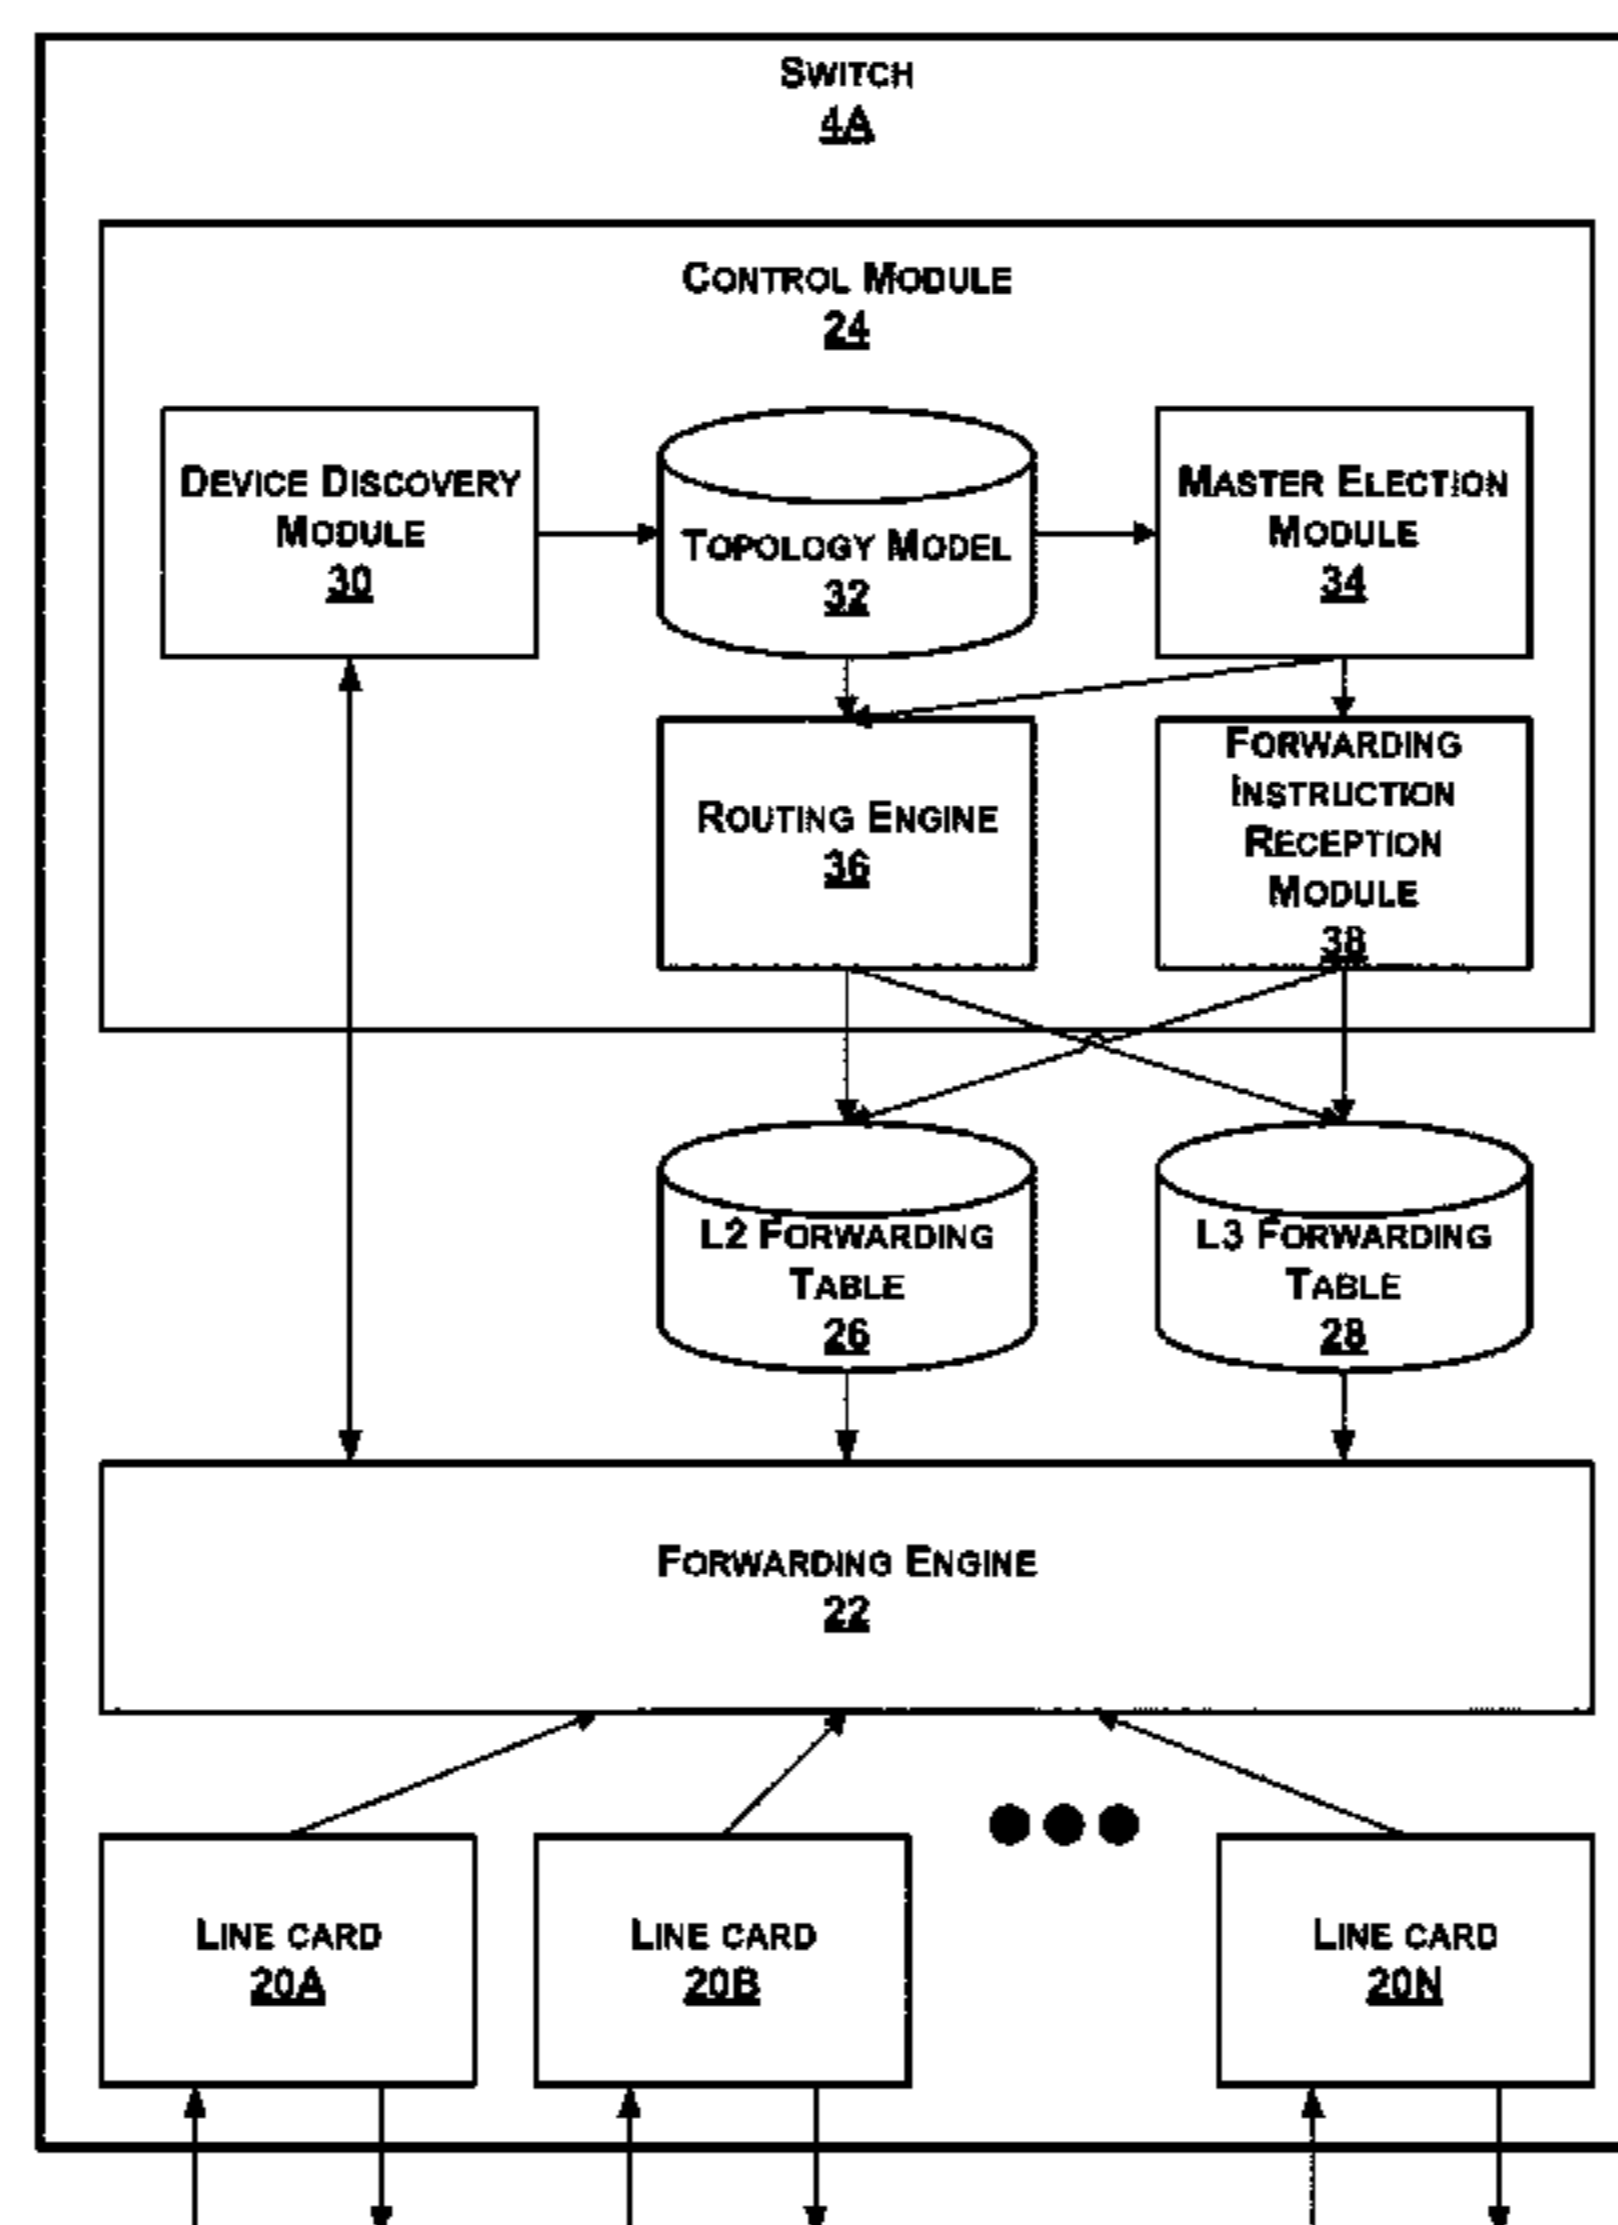 SWITCH
4A
CONTROL MODULE
24
DEVICE DISCOVERY
MODULE
30
TOPOLOGY MODEL
32
MASTER ELECTION
MODULE
34
ROUTING ENGINE
36
FORWARDING
INSTRUCTION
RECEPTION
MODULE
38
L2 FORWARDING
TABLE
26
L3 FORWARDING
TABLE
28
FORWARDING ENGINE
22
LINE CARD
20A
LINE CARD
20B
LINE CARD
20N